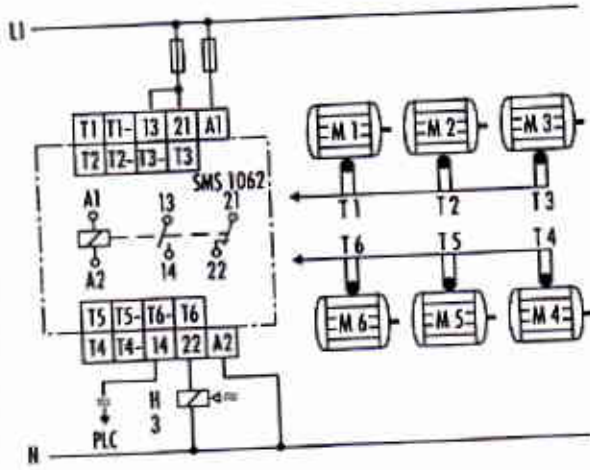 L1
T1 T1- 13 21 A1
T2 T2- T3- T3
SMS 1062
A1 13 21
A2 14 22
T5 T5- T6- T6
T4 T4- 14 22 A2
PLC
H
3
N
M 1 M 2 M 3
T1 T2 T3
T6 T5 T4
M 6 M 5 M 4